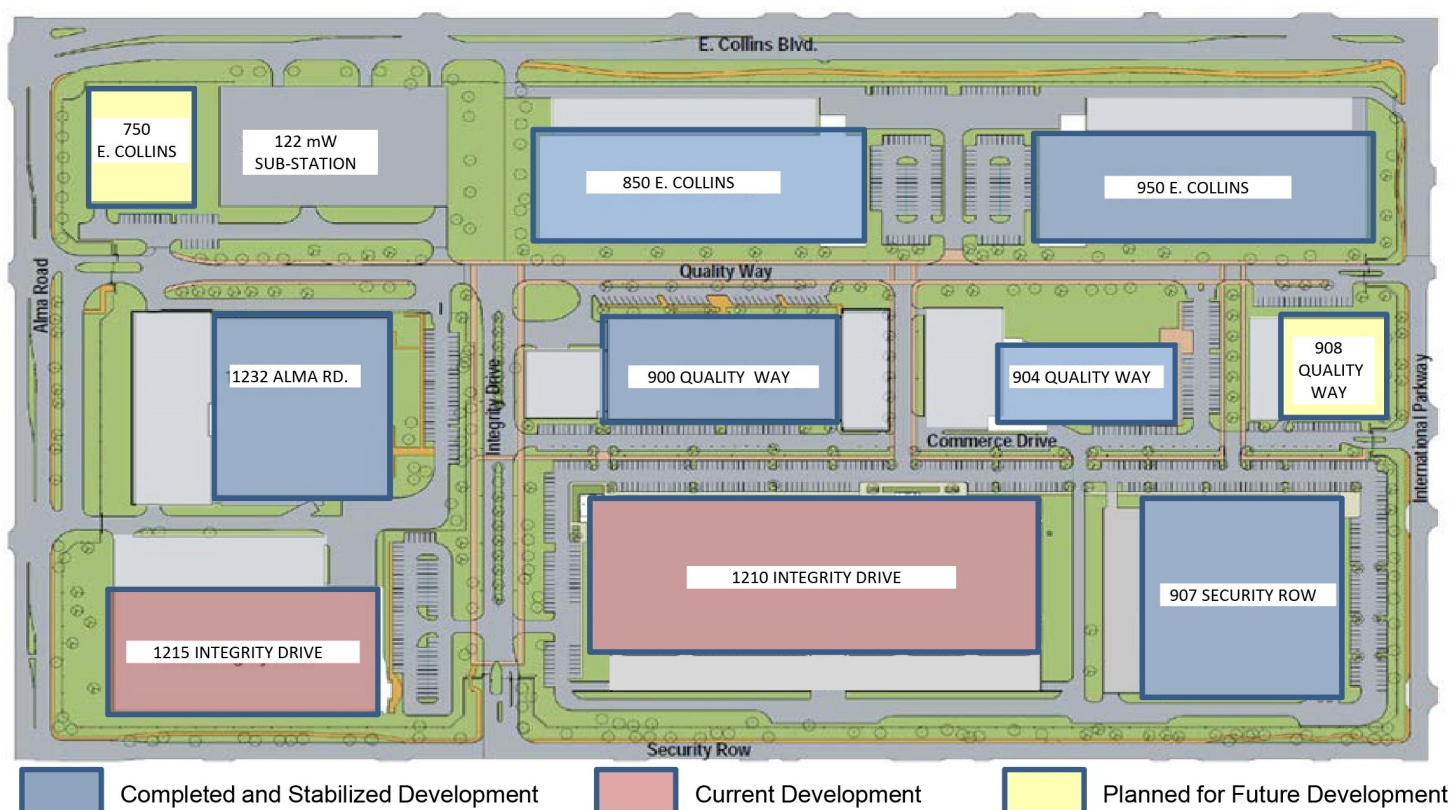 E. Collins Blvd.
750
E. COLLINS
122 mW
SUB-STATION
850 E. COLLINS
950 E. COLLINS
Quality Way
Alma Road
1232 ALMA RD.
Integrity Drive
900 QUALITY WAY
904 QUALITY WAY
908
QUALITY
WAY
International Parkway
Commerce Drive
1210 INTEGRITY DRIVE
907 SECURITY ROW
1215 INTEGRITY DRIVE
Security Row
Completed and Stabilized Development
Current Development
Planned for Future Development